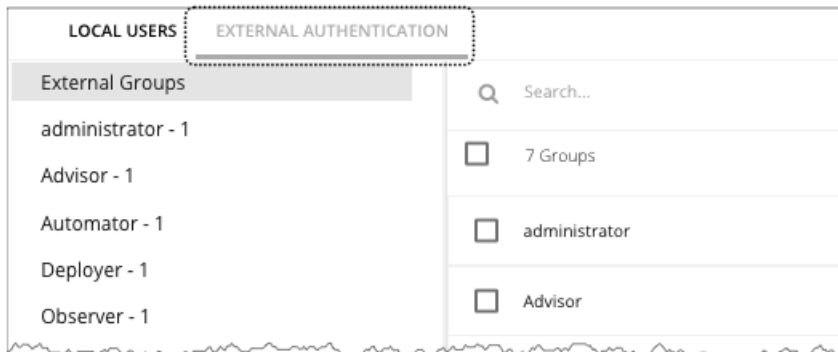 LOCAL USERS EXTERNAL AUTHENTICATION
External Groups
administrator - 1
Advisor - 1
Automator - 1
Deployer - 1
Observer - 1
Search...
7 Groups
administrator
Advisor